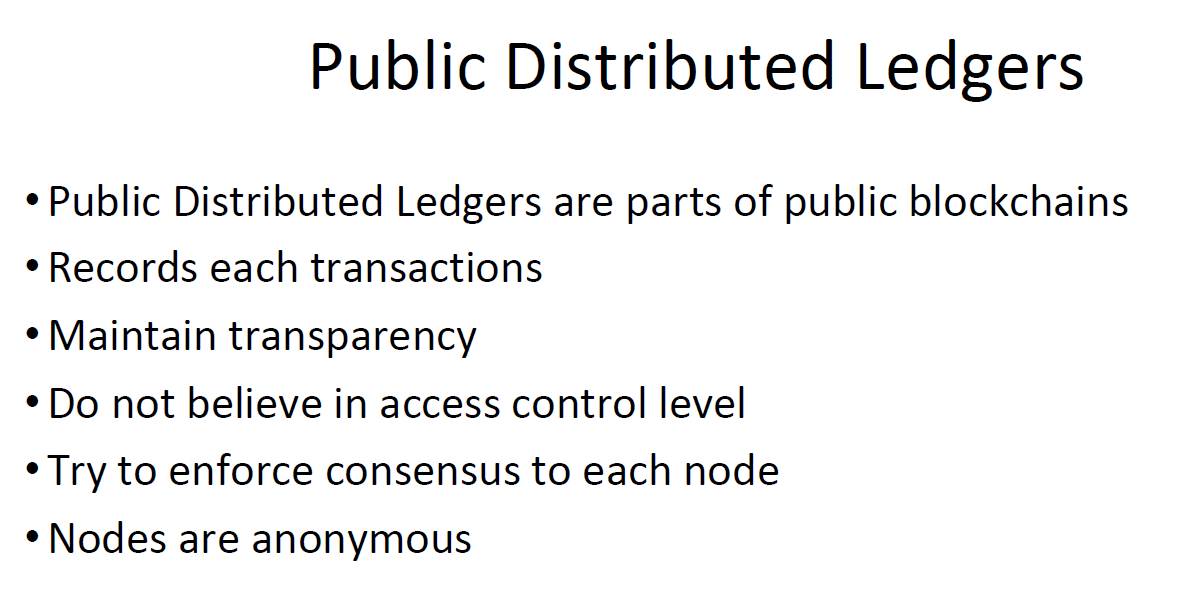 Public Distributed Ledgers
• Public Distributed Ledgers are parts of public blockchains
• Records each transactions
• Maintain transparency
• Do not believe in access control level
• Try to enforce consensus to each node
• Nodes are anonymous